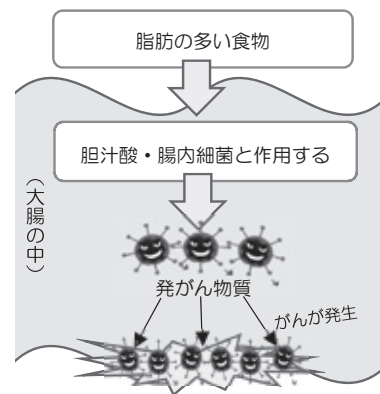 脂肪の多い食物
胆汁酸・腸内細菌と作用する
（大腸の中）
発がん物質
がんが発生